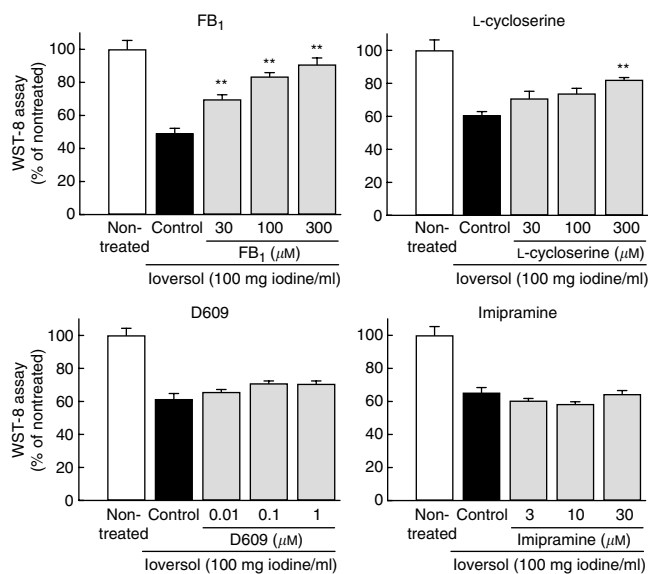 FB₁
WST-8 assay
(% of nontreated)
100
80
60
40
20
0
**
**
**
Non-
treated
Control
30
100
300
FB₁ (μM)
Ioversol (100 mg iodine/ml)
L-cycloserine
100
80
60
40
20
0
**
Non-
treated
Control
30
100
300
L-cycloserine (μM)
Ioversol (100 mg iodine/ml)
D609
WST-8 assay
(% of nontreated)
100
80
60
40
20
0
Non-
treated
Control
0.01
0.1
1
D609 (μM)
Ioversol (100 mg iodine/ml)
Imipramine
100
80
60
40
20
0
Non-
treated
Control
3
10
30
Imipramine (μM)
Ioversol (100 mg iodine/ml)